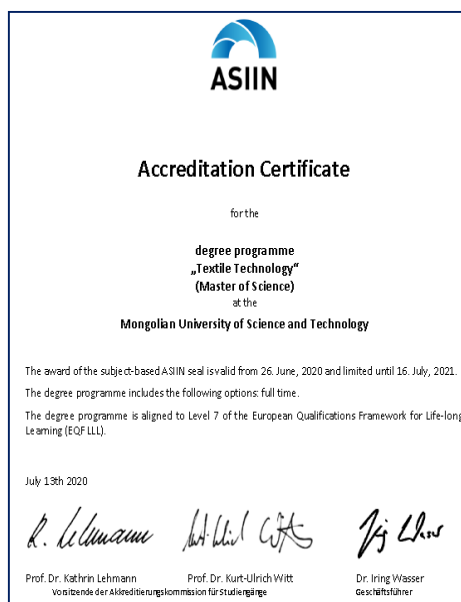 ASIIN
Accreditation Certificate
for the
degree programme
„Textile Technology“
(Master of Science)
at the
Mongolian University of Science and Technology
The award of the subject-based ASIIN seal is valid from 26. June, 2020 and limited until 16. July, 2021.
The degree programme includes the following options: full time.
The degree programme is aligned to Level 7 of the European Qualifications Framework for Life-long
Learning (EQF LLL).
July 13th 2020
R. Lehmann
Prof. Dr. Kathrin Lehmann Prof. Dr. Kurt-Ulrich Witt Dr. Iring Wasser
Vorsitzende der Akkreditierungskommission für Studiengänge Geschäftsführer